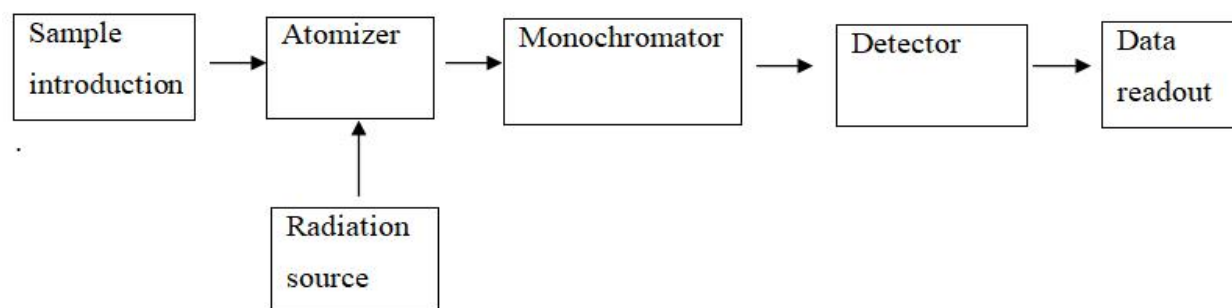 Sample
introduction
Atomizer
Monochromator
Detector
Data
readout
.
Radiation
source